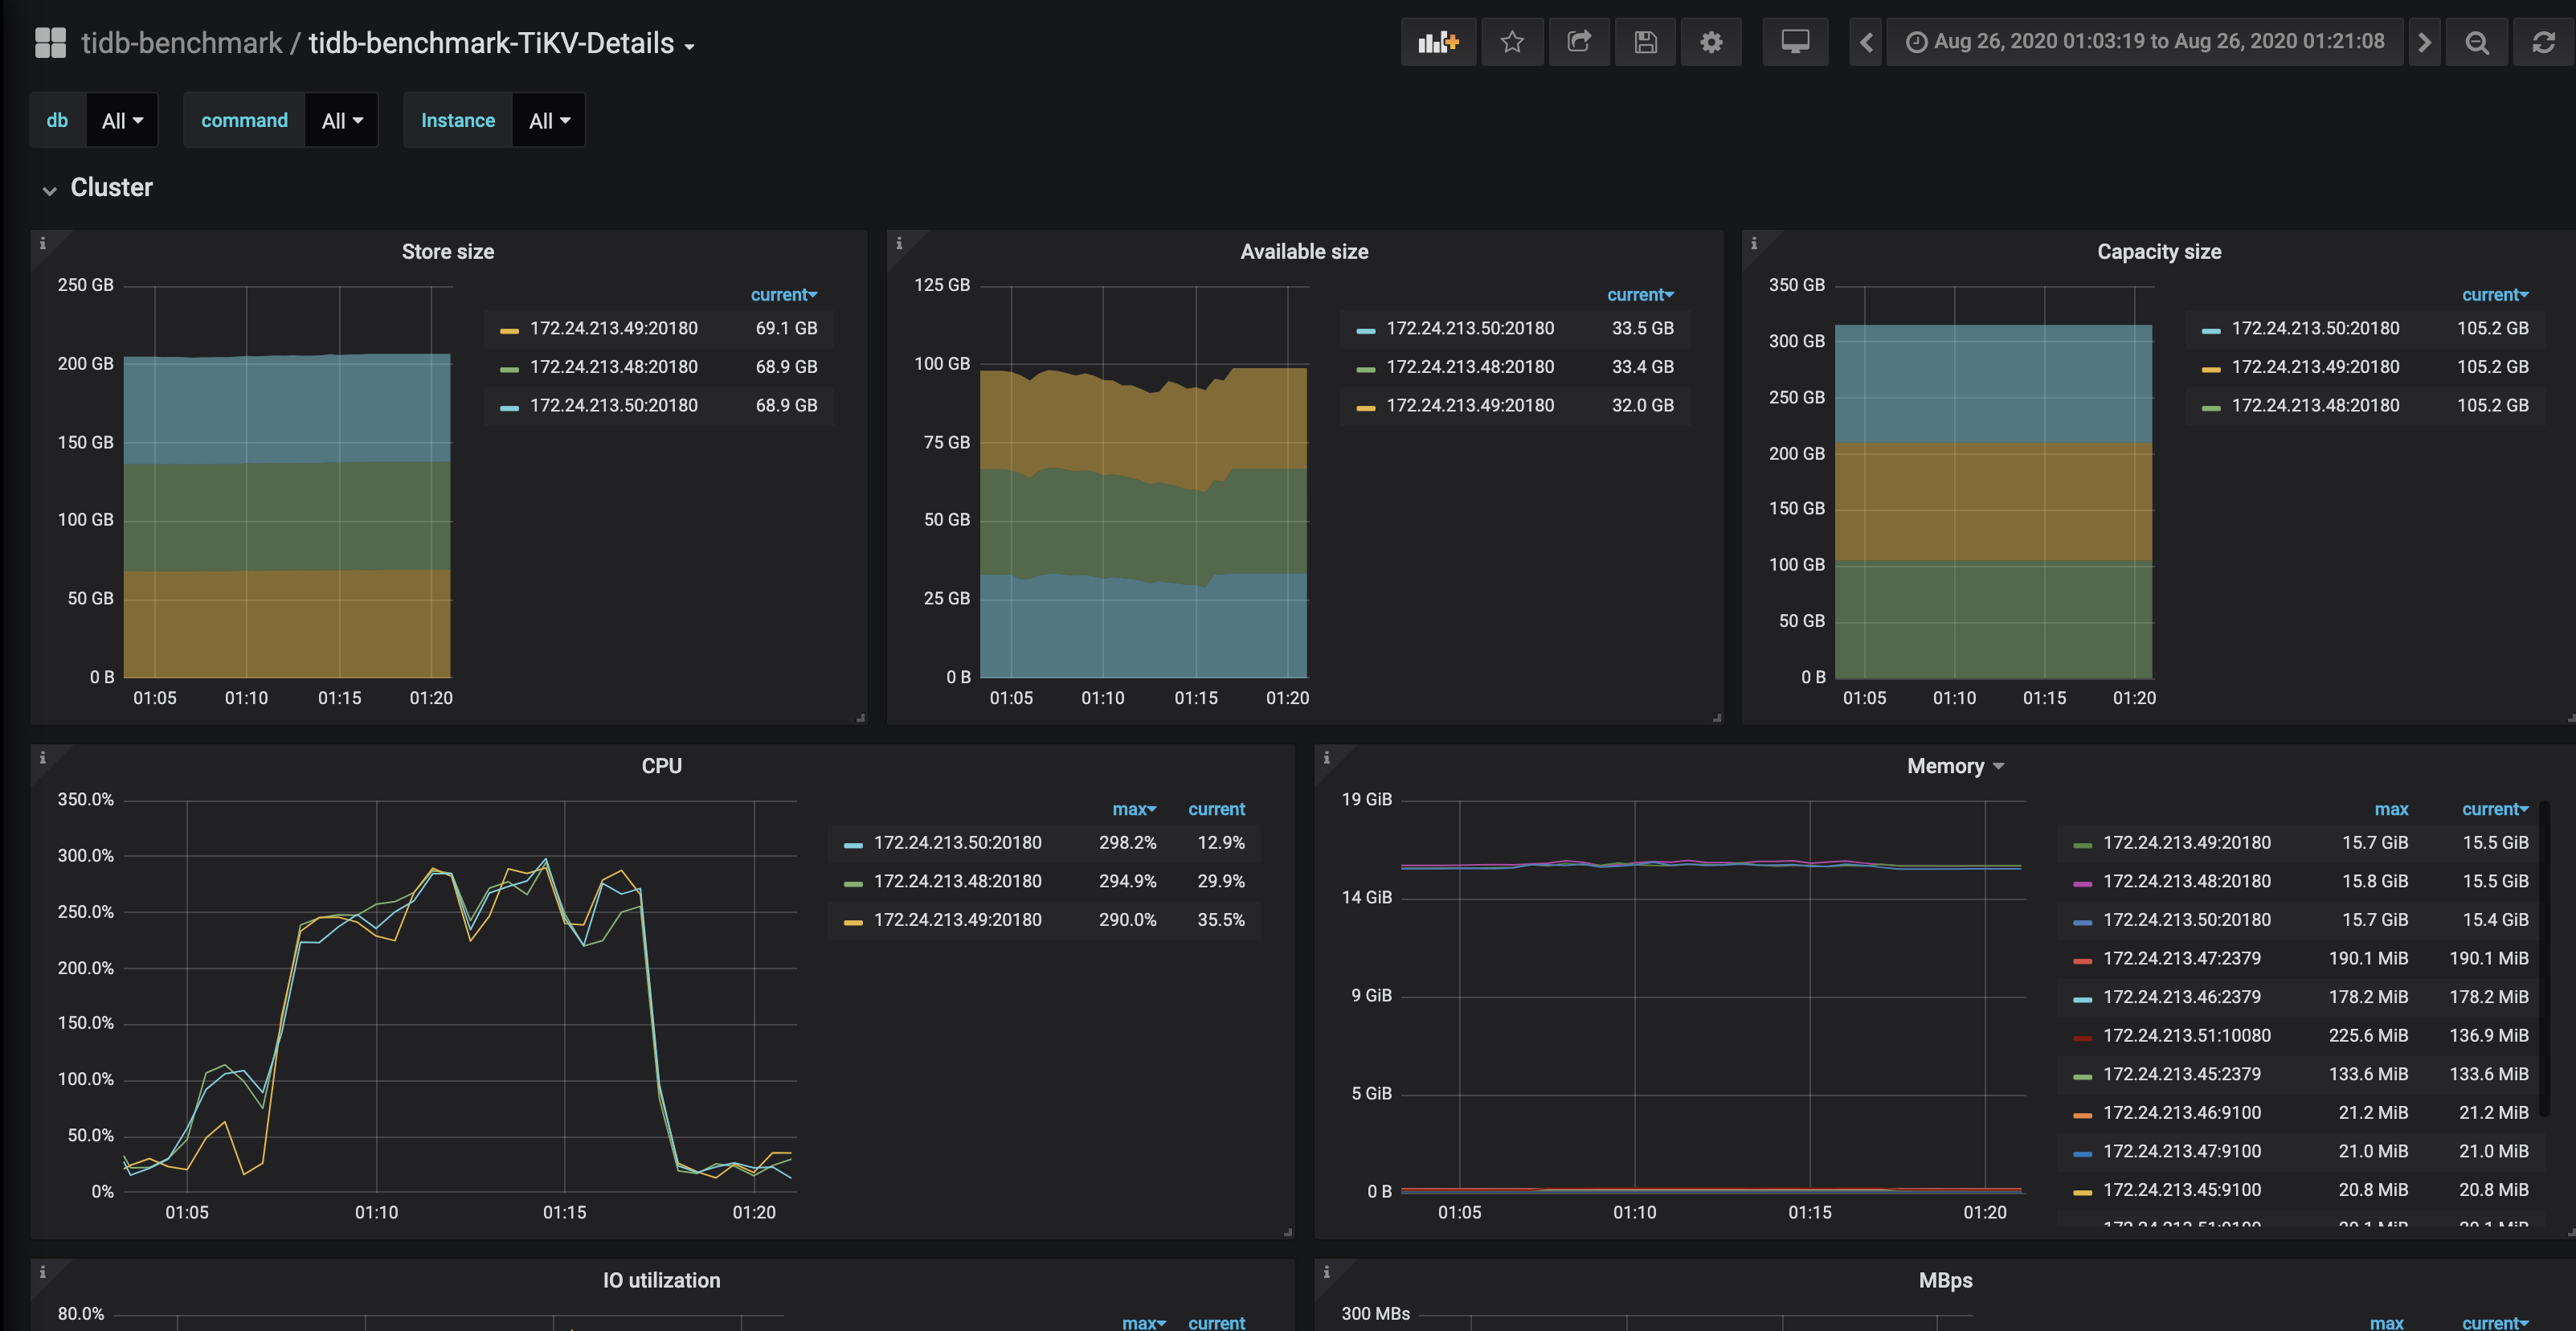 tidb-benchmark / tidb-benchmark-TiKV-Details
Aug 26, 2020 01:03:19 to Aug 26, 2020 01:21:08
db All command All Instance All
Cluster
Store size
250 GB
200 GB
150 GB
100 GB
50 GB
0 B
01:05 01:10 01:15 01:20
current
172.24.213.49:20180 69.1 GB
172.24.213.48:20180 68.9 GB
172.24.213.50:20180 68.9 GB
Available size
125 GB
100 GB
75 GB
50 GB
25 GB
0 B
01:05 01:10 01:15 01:20
current
172.24.213.50:20180 33.5 GB
172.24.213.48:20180 33.4 GB
172.24.213.49:20180 32.0 GB
Capacity size
350 GB
300 GB
250 GB
200 GB
150 GB
100 GB
50 GB
0 B
01:05 01:10 01:15 01:20
current
172.24.213.50:20180 105.2 GB
172.24.213.49:20180 105.2 GB
172.24.213.48:20180 105.2 GB
CPU
350.0%
300.0%
250.0%
200.0%
150.0%
100.0%
50.0%
0%
01:05 01:10 01:15 01:20
max current
172.24.213.50:20180 298.2% 12.9%
172.24.213.48:20180 294.9% 29.9%
172.24.213.49:20180 290.0% 35.5%
Memory
19 GiB
14 GiB
9 GiB
5 GiB
0 B
01:05 01:10 01:15 01:20
max current
172.24.213.49:20180 15.7 GiB 15.5 GiB
172.24.213.48:20180 15.8 GiB 15.5 GiB
172.24.213.50:20180 15.7 GiB 15.4 GiB
172.24.213.47:2379 190.1 MiB 190.1 MiB
172.24.213.46:2379 178.2 MiB 178.2 MiB
172.24.213.51:10080 225.6 MiB 136.9 MiB
172.24.213.45:2379 133.6 MiB 133.6 MiB
172.24.213.46:9100 21.2 MiB 21.2 MiB
172.24.213.47:9100 21.0 MiB 21.0 MiB
172.24.213.45:9100 20.8 MiB 20.8 MiB
IO utilization
80.0%
max current
MBps
300 MBs
max current